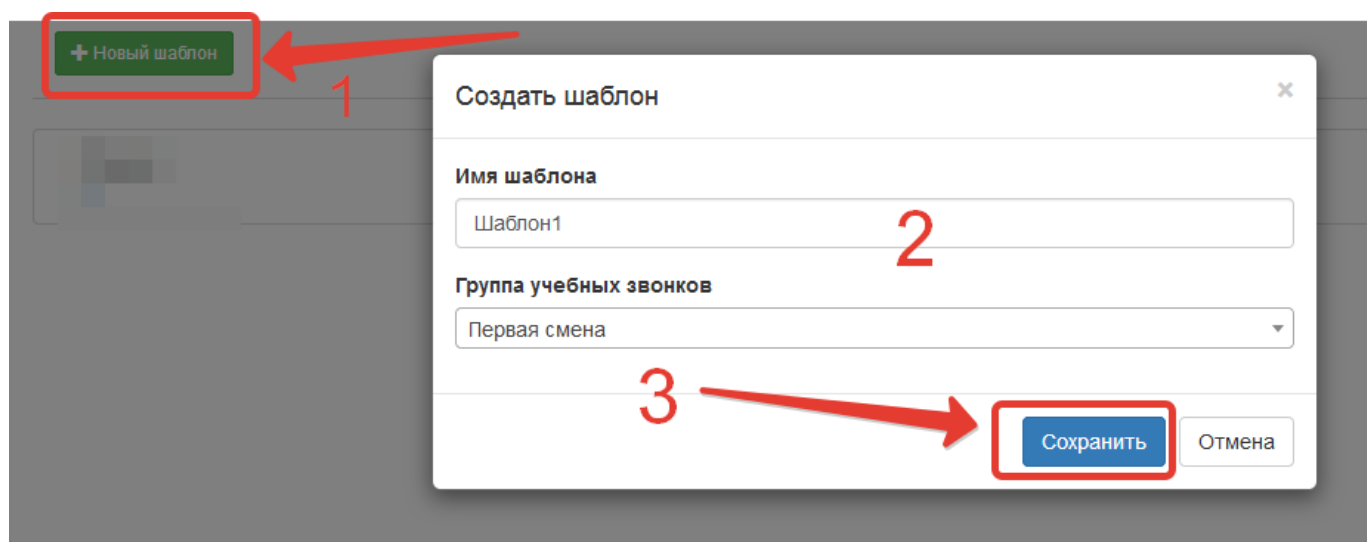 + Новый шаблон
1
Создать шаблон ×
Имя шаблона
Шаблон1
2
Группа учебных звонков
Первая смена
3
Сохранить Отмена